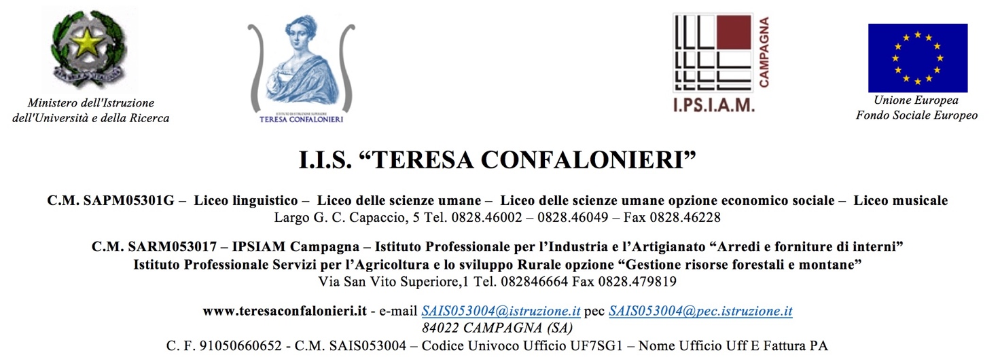 Ministero dell'Istruzione
dell'Università e della Ricerca
ISTITUTO DI ISTRUZIONE SUPERIORE
TERESA CONFALONIERI
CAMPAGNA
I.PS.I.A.M.
Unione Europea
Fondo Sociale Europeo
I.I.S. “TERESA CONFALONIERI”
C.M. SAPM05301G – Liceo linguistico – Liceo delle scienze umane – Liceo delle scienze umane opzione economico sociale – Liceo musicale
Largo G. C. Capaccio, 5 Tel. 0828.46002 – 0828.46049 – Fax 0828.46228
C.M. SARM053017 – IPSIAM Campagna – Istituto Professionale per l’Industria e l’Artigianato “Arredi e forniture di interni”
Istituto Professionale Servizi per l’Agricoltura e lo sviluppo Rurale opzione “Gestione risorse forestali e montane”
Via San Vito Superiore,1 Tel. 082846664 Fax 0828.479819
www.teresaconfalonieri.it - e-mail SAIS053004@istruzione.it pec SAIS053004@pec.istruzione.it
84022 CAMPAGNA (SA)
C. F. 91050660652 - C.M. SAIS053004 – Codice Univoco Ufficio UF7SG1 – Nome Ufficio Uff E Fattura PA